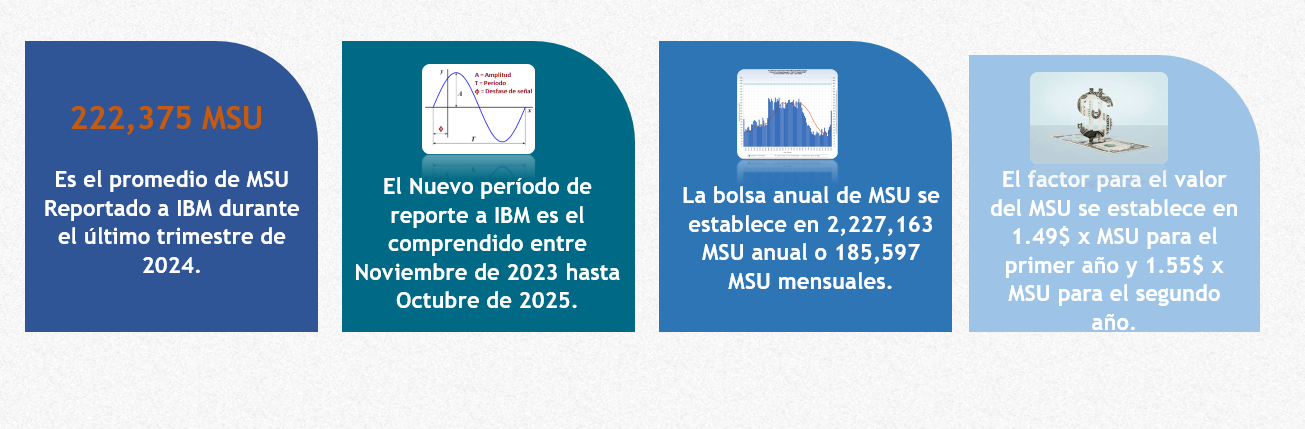 222,375 MSU
Es el promedio de MSU
Reportado a IBM durante
el último trimestre de
2024.
y
A = Amplitud
T = Período
ϕ = Desfase de señal
A
x
ϕ
T
El Nuevo período de
reporte a IBM es el
comprendido entre
Noviembre de 2023 hasta
Octubre de 2025.
La bolsa anual de MSU se
establece en 2,227,163
MSU anual o 185,597
MSU mensuales.
El factor para el valor
del MSU se establece en
1.49$ x MSU para el
primer año y 1.55$ x
MSU para el segundo
año.